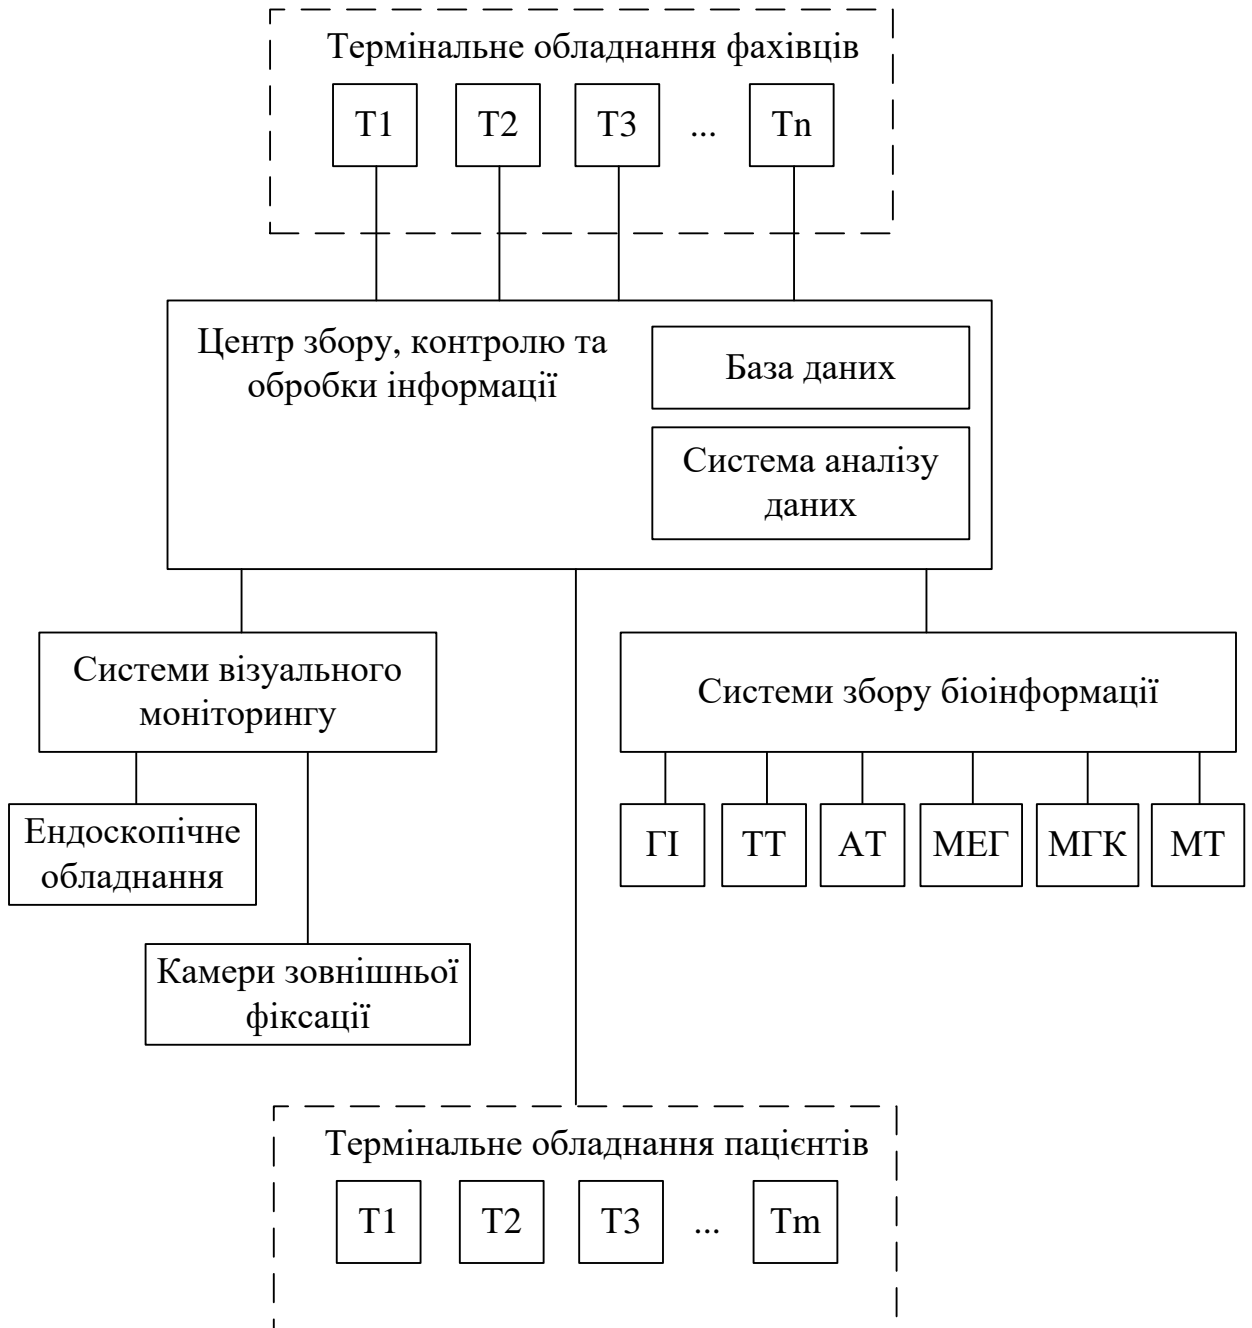 Термінальне обладнання фахівців
Т1 Т2 Т3 ... Тn
Центр збору, контролю та
обробки інформації
База даних
Система аналізу
даних
Системи візуального
моніторингу
Системи збору біоінформації
Ендоскопічне
обладнання
ГІ ТТ АТ МЕГ МГК МТ
Камери зовнішньої
фіксації
Термінальне обладнання пацієнтів
Т1 Т2 Т3 ... Тm